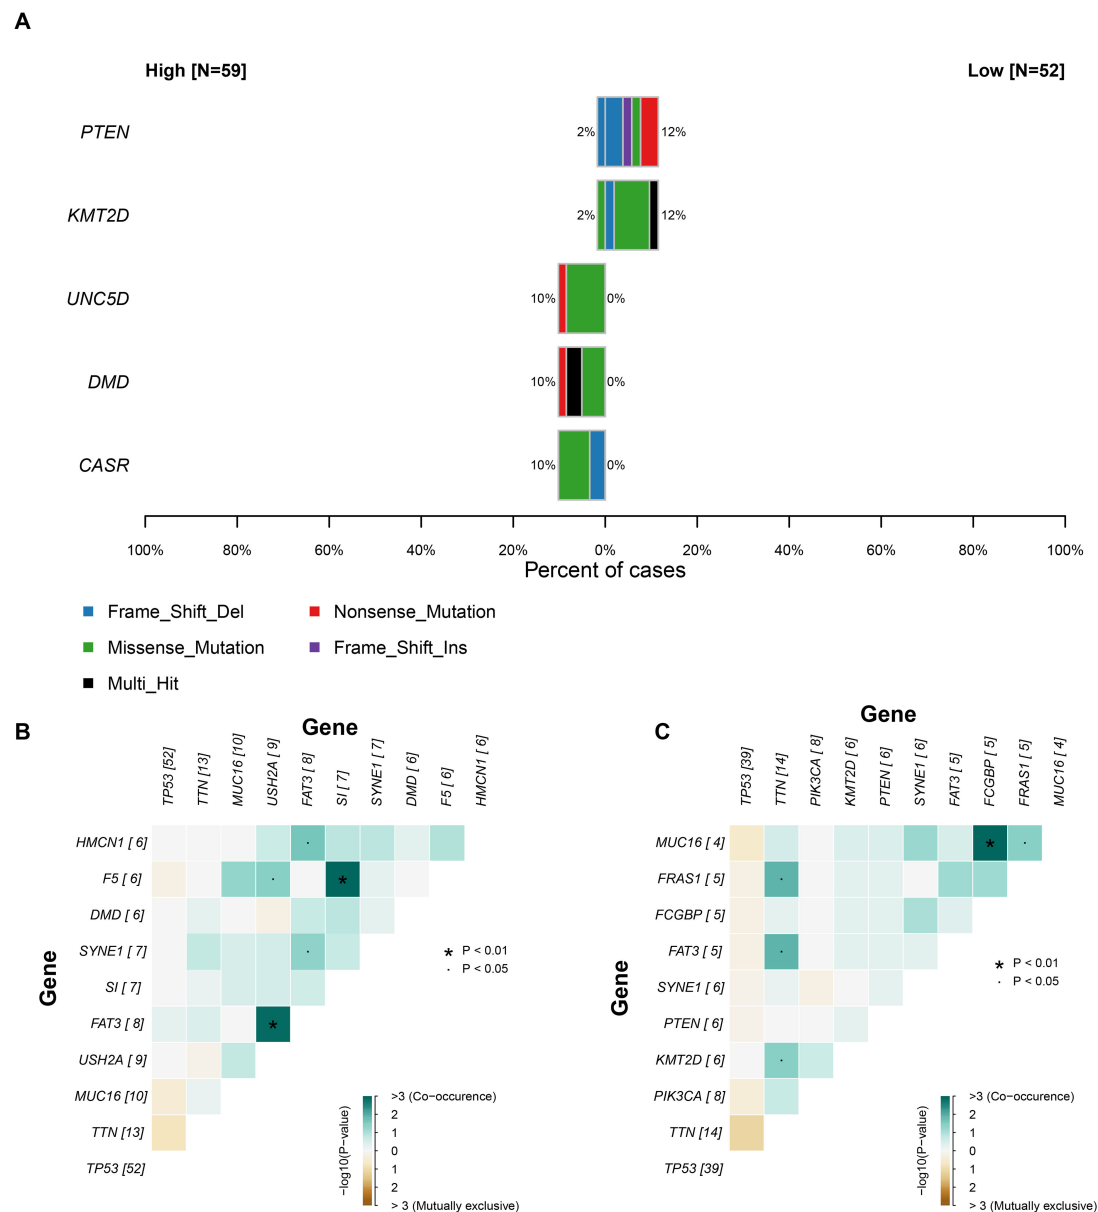 A
High [N=59]
Low [N=52]
PTEN
2%
12%
KMT2D
2%
12%
UNC5D
10%
0%
DMD
10%
0%
CASR
10%
0%
100%
80%
60%
40%
20%
0%
20%
40%
60%
80%
100%
Percent of cases
Frame_Shift_Del
Nonsense_Mutation
Missense_Mutation
Frame_Shift_Ins
Multi_Hit
B
Gene
TP53 [52]
TTN [13]
MUC16 [10]
USH2A [ 9]
FAT3 [ 8]
SI [ 7]
SYNE1 [ 7]
DMD [ 6]
F5 [ 6]
HMCN1 [ 6]
Gene
HMCN1 [ 6]
F5 [ 6]
DMD [ 6]
SYNE1 [ 7]
SI [ 7]
FAT3 [ 8]
USH2A [ 9]
MUC16 [10]
TTN [13]
TP53 [52]
* P < 0.01
· P < 0.05
−log10(P−value)
>3 (Co−occurence)
2
1
0
1
2
> 3 (Mutually exclusive)
C
Gene
TP53 [39]
TTN [14]
PIK3CA [ 8]
KMT2D [ 6]
PTEN [ 6]
SYNE1 [ 6]
FAT3 [ 5]
FCGBP [ 5]
FRAS1 [ 5]
MUC16 [ 4]
Gene
MUC16 [ 4]
FRAS1 [ 5]
FCGBP [ 5]
FAT3 [ 5]
SYNE1 [ 6]
PTEN [ 6]
KMT2D [ 6]
PIK3CA [ 8]
TTN [14]
TP53 [39]
* P < 0.01
· P < 0.05
−log10(P−value)
>3 (Co−occurence)
2
1
0
1
2
> 3 (Mutually exclusive)